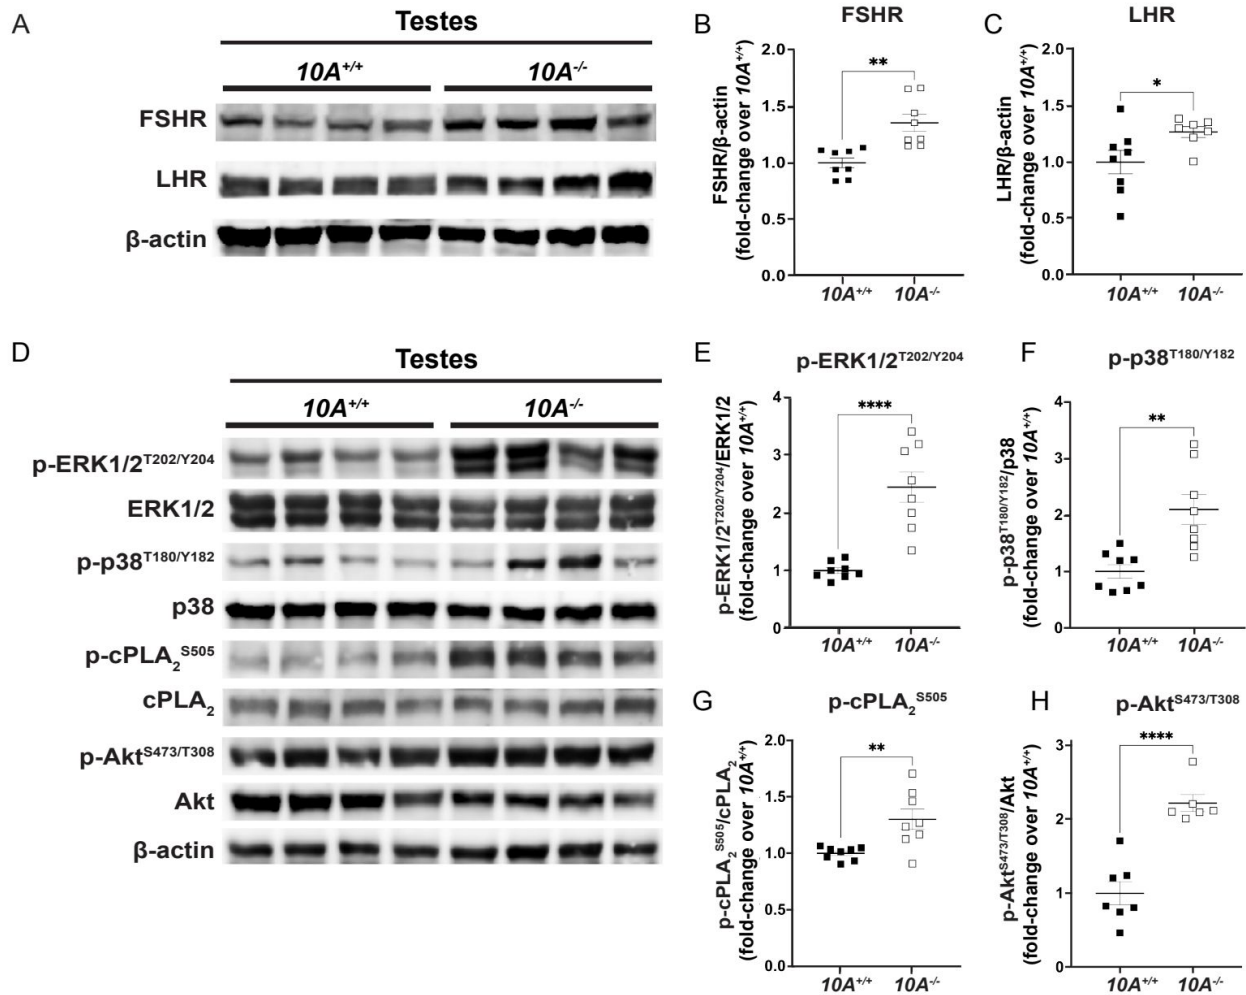 A
Testes
10A+/+ 10A-/-
FSHR
LHR
β-actin
B
FSHR
FSHR/β-actin
(fold-change over 10A+/+)
2.0
1.5
1.0
0.5
0.0
**
10A+/+ 10A-/-
C
LHR
LHR/β-actin
(fold-change over 10A+/+)
2.0
1.5
1.0
0.5
0.0
*
10A+/+ 10A-/-
D
Testes
10A+/+ 10A-/-
p-ERK1/2T202/Y204
ERK1/2
p-p38T180/Y182
p38
p-cPLA2S505
cPLA2
p-AktS473/T308
Akt
β-actin
E
p-ERK1/2T202/Y204
p-ERK1/2T202/Y204/ERK1/2
(fold-change over 10A+/+)
4
3
2
1
0
****
10A+/+ 10A-/-
F
p-p38T180/Y182
p-p38T180/Y182/p38
(fold-change over 10A+/+)
4
3
2
1
0
**
10A+/+ 10A-/-
G
p-cPLA2S505
p-cPLA2S505/cPLA2
(fold-change over 10A+/+)
2.0
1.5
1.0
0.5
0.0
**
10A+/+ 10A-/-
H
p-AktS473/T308
p-AktS473/T308/Akt
(fold-change over 10A+/+)
3
2
1
0
****
10A+/+ 10A-/-